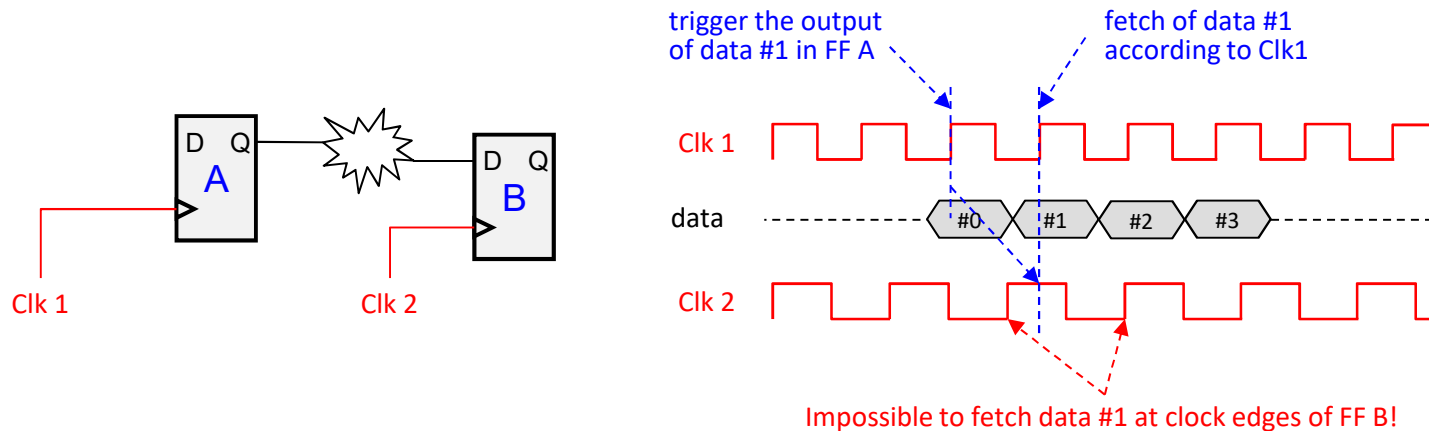 trigger the output
of data #1 in FF A
fetch of data #1
according to Clk1
D Q
A
D Q
B
Clk 1
Clk 2
Clk 1
data
#0 #1 #2 #3
Clk 2
Impossible to fetch data #1 at clock edges of FF B!